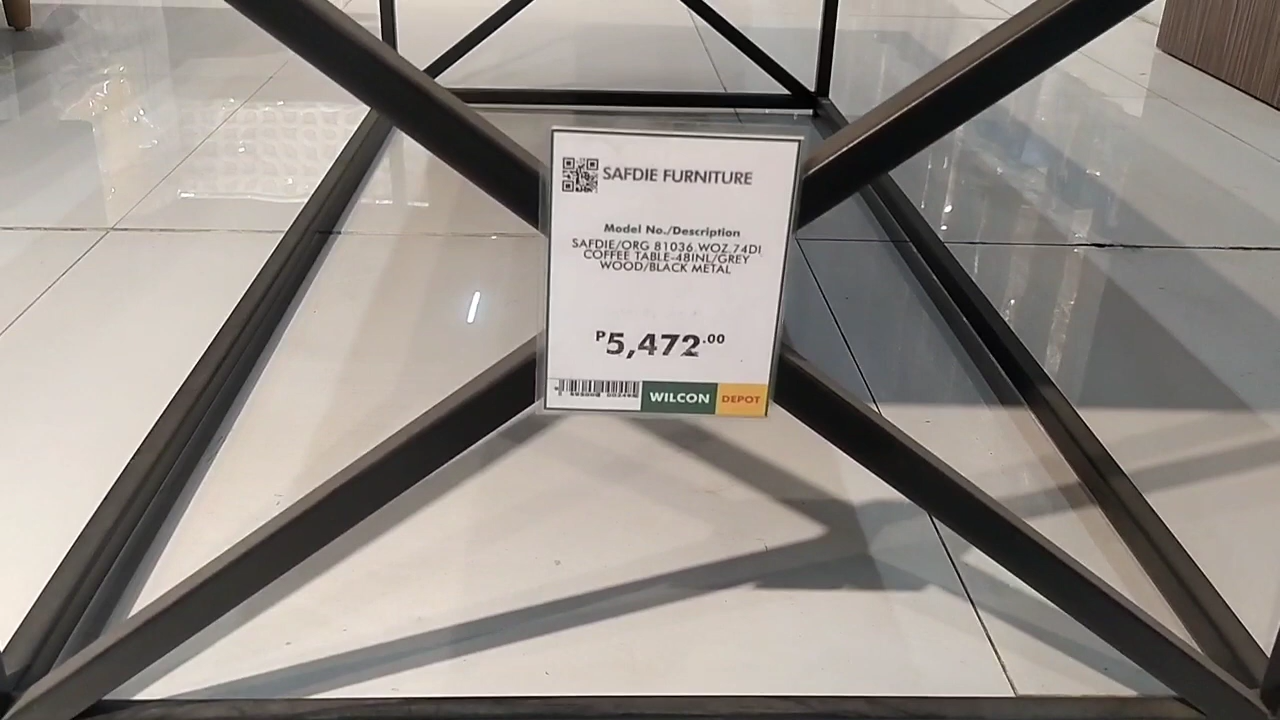 SAFDIE FURNITURE
Model No./Description
SAFDIE/ORG 81036.WOZ.74DI
COFFEE TABLE-48INL/GREY
WOOD/BLACK METAL
₱5,472.00
WILCON DEPOT